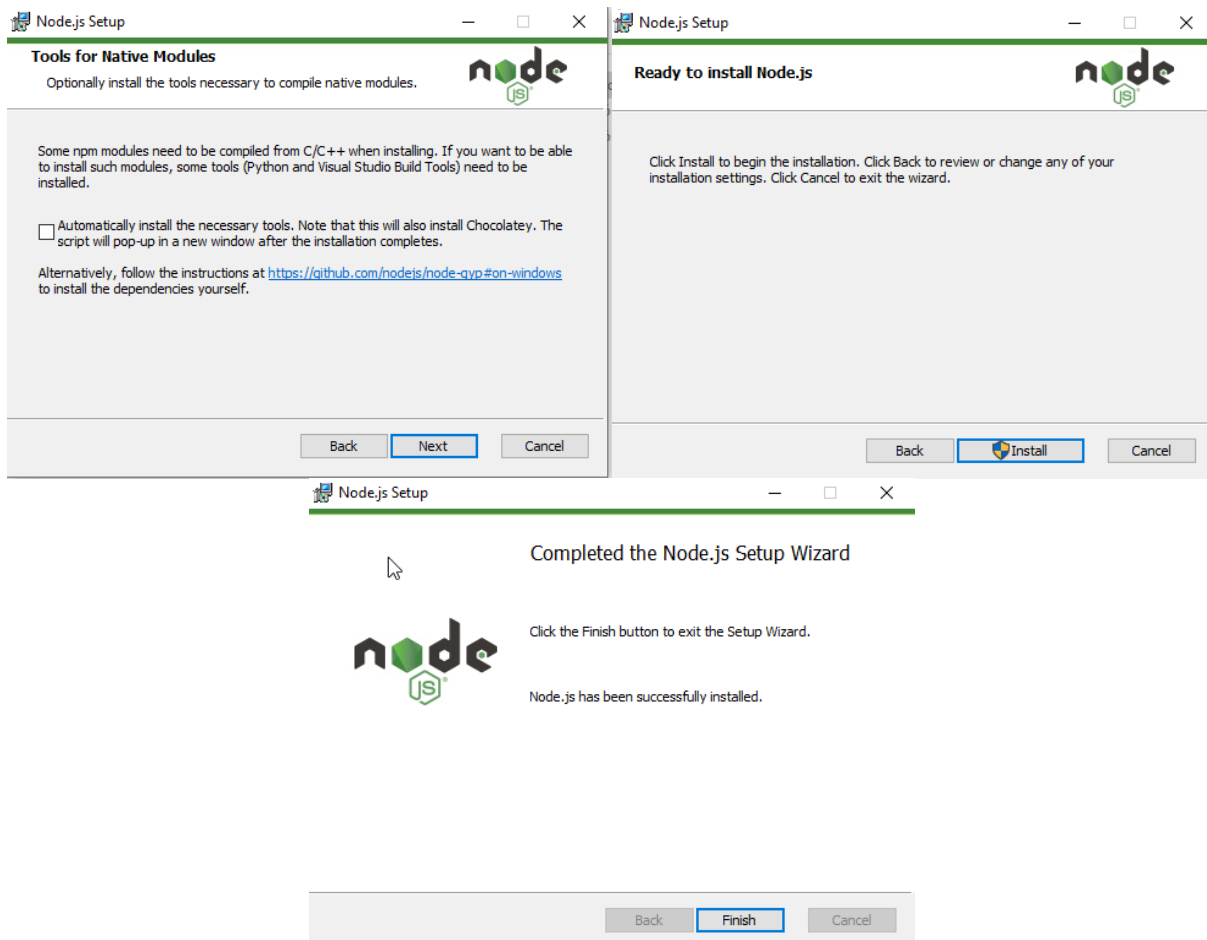 Node.js Setup
Tools for Native Modules
Optionally install the tools necessary to compile native modules.
node
JS
Some npm modules need to be compiled from C/C++ when installing. If you want to be able
to install such modules, some tools (Python and Visual Studio Build Tools) need to be
installed.
Automatically install the necessary tools. Note that this will also install Chocolatey. The
script will pop-up in a new window after the installation completes.
Alternatively, follow the instructions at https://github.com/nodejs/node-gyp#on-windows
to install the dependencies yourself.
Back
Next
Cancel
Node.js Setup
Ready to install Node.js
node
JS
Click Install to begin the installation. Click Back to review or change any of your
installation settings. Click Cancel to exit the wizard.
Back
Install
Cancel
Node.js Setup
Completed the Node.js Setup Wizard
node
JS
Click the Finish button to exit the Setup Wizard.
Node.js has been successfully installed.
Back
Finish
Cancel